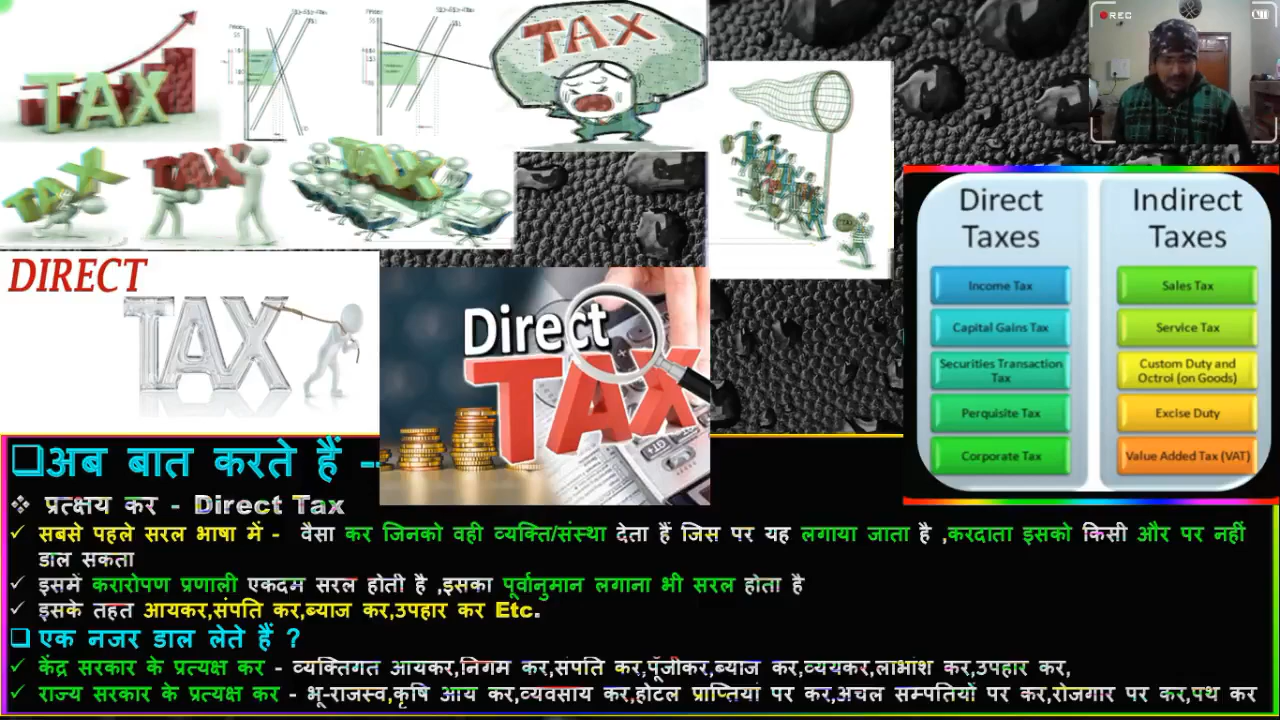 TAX
TAX
TAX
TAX
TAX
REC
DIRECT
TAX
Direct
TAX
Direct Taxes
Income Tax
Capital Gains Tax
Securities Transaction Tax
Perquisite Tax
Corporate Tax
Indirect Taxes
Sales Tax
Service Tax
Custom Duty and Octroi (on Goods)
Excise Duty
Value Added Tax (VAT)
❑अब बात करते हैं --
❖ प्रत्क्षय कर - Direct Tax
✓ सबसे पहले सरल भाषा में - वैसा कर जिनको वही व्यक्ति/संस्था देता हैं जिस पर यह लगाया जाता है ,करदाता इसको किसी और पर नहीं
डाल सकता
✓ इसमें करारोपण प्रणाली एकदम सरल होती है ,इसका पूर्वानुमान लगाना भी सरल होता है
✓ इसके तहत आयकर,संपति कर,ब्याज कर,उपहार कर Etc.
❑ एक नजर डाल लेते हैं ?
✓ केंद्र सरकार के प्रत्यक्ष कर - व्यक्तिगत आयकर,निगम कर,संपति कर,पूँजीकर,ब्याज कर,व्ययकर,लाभांश कर,उपहार कर,
✓ राज्य सरकार के प्रत्यक्ष कर - भू-राजस्व,कृषि आय कर,व्यवसाय कर,होटल प्राप्तियां पर कर,अचल सम्पतियों पर कर,रोजगार पर कर,पथ कर